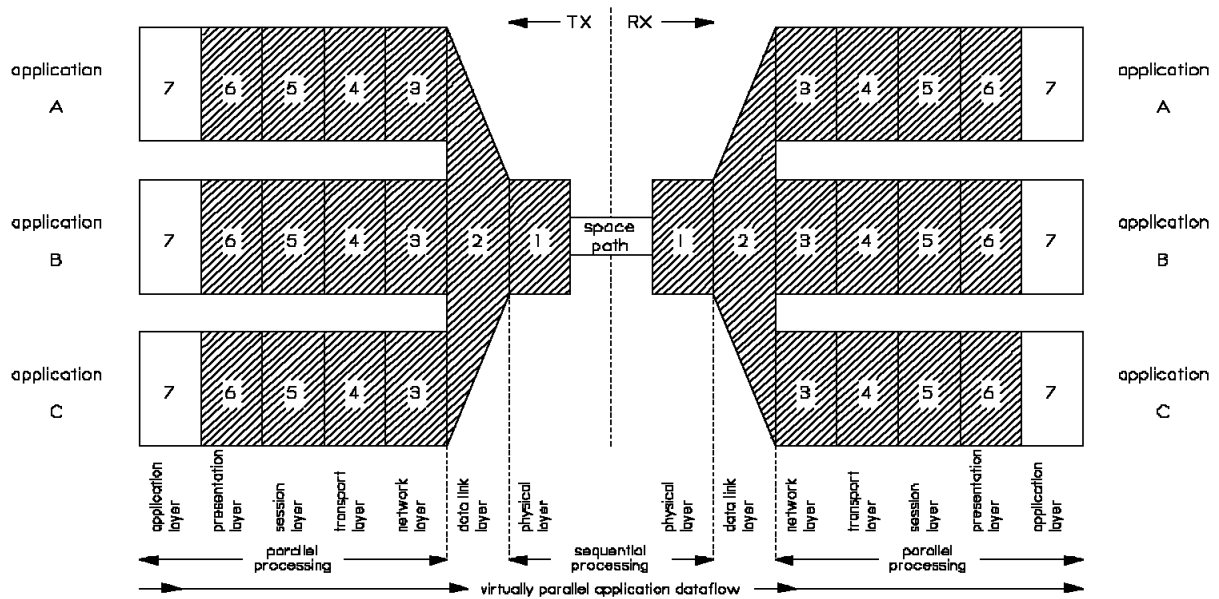 TX RX
application
A
7 6 5 4 3
3 4 5 6 7
application
A
application
B
7 6 5 4 3 2 1
space
path
1 2 3 4 5 6 7
application
B
application
C
7 6 5 4 3
3 4 5 6 7
application
C
application
layer
presentation
layer
session
layer
transport
layer
network
layer
data link
layer
physical
layer
physical
layer
data link
layer
network
layer
transport
layer
session
layer
presentation
layer
application
layer
parallel
processing
sequential
processing
parallel
processing
virtually parallel application dataflow